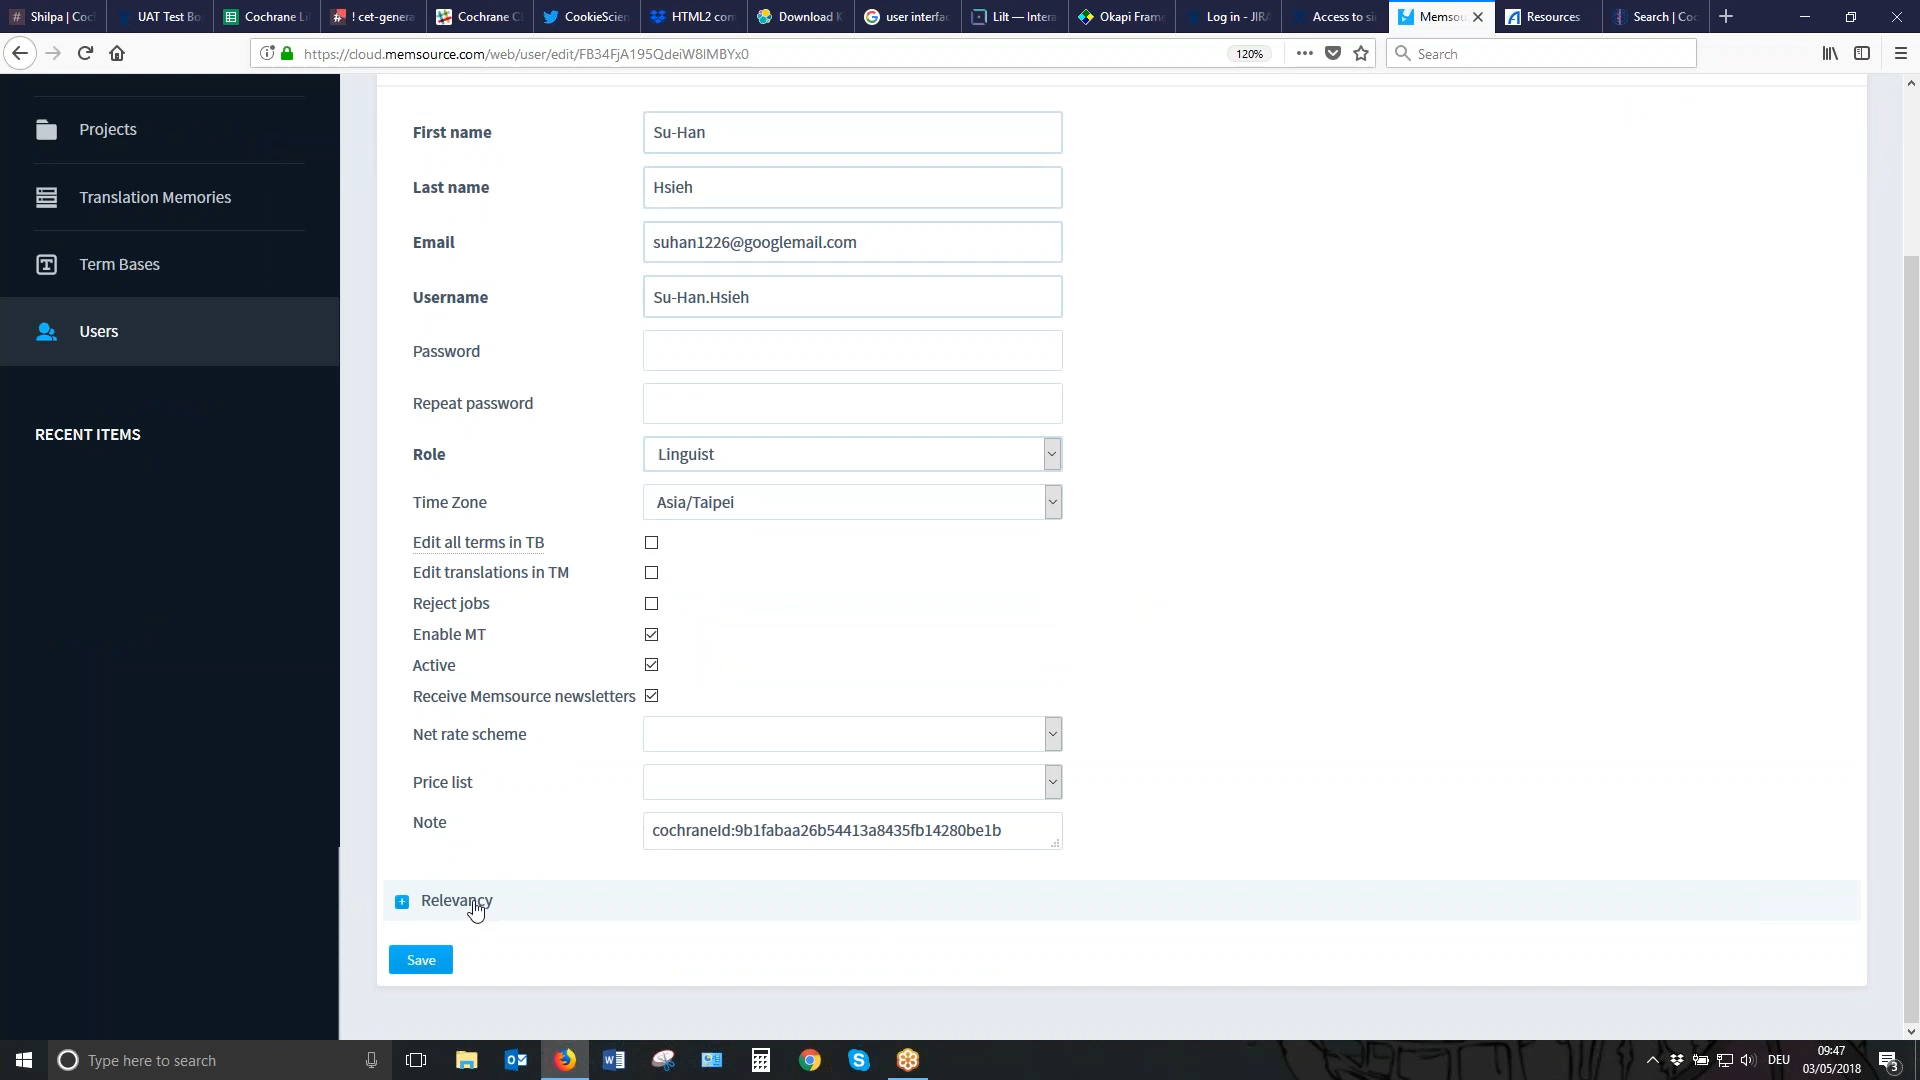 Shilpa | Coc
UAT Test Bo
Cochrane Li
! cet-genera
Cochrane C
CookieScien
HTML2 con
Download K
user interfac
Lilt — Intera
Okapi Frame
Log in - JIRA
Access to si
Memsou
Resources
Search | Coc
https://cloud.memsource.com/web/user/edit/FB34FjA195QdeiW8lMBYx0
120%
Search
Projects
Translation Memories
Term Bases
Users
RECENT ITEMS
First name
Su-Han
Last name
Hsieh
Email
suhan1226@googlemail.com
Username
Su-Han.Hsieh
Password
Repeat password
Role
Linguist
Time Zone
Asia/Taipei
Edit all terms in TB
Edit translations in TM
Reject jobs
Enable MT
Active
Receive Memsource newsletters
Net rate scheme
Price list
Note
cochraneId:9b1fabaa26b54413a8435fb14280be1b
Relevancy
Save
Type here to search
DEU
09:47
03/05/2018
3